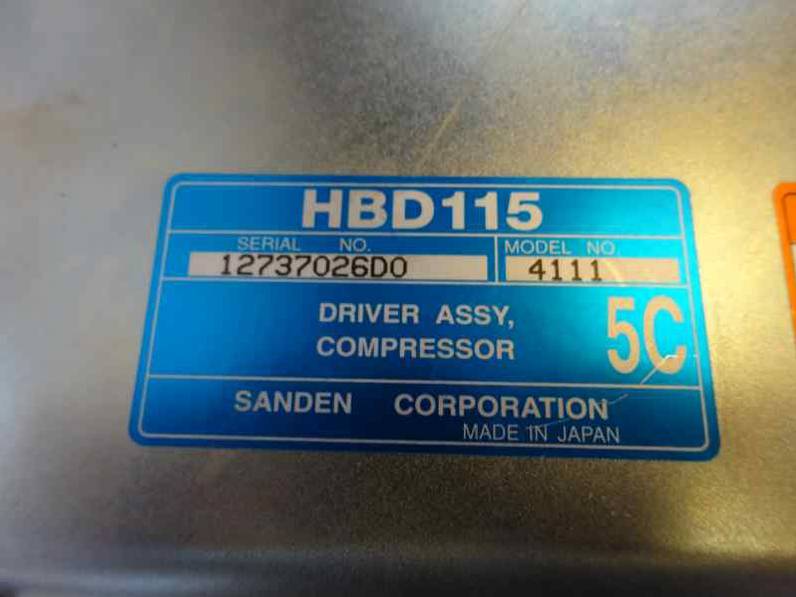 HBD115
SERIAL NO.
MODEL NO.
12737026D0
4111
DRIVER ASSY,
COMPRESSOR
5C
SANDEN CORPORATION
MADE IN JAPAN